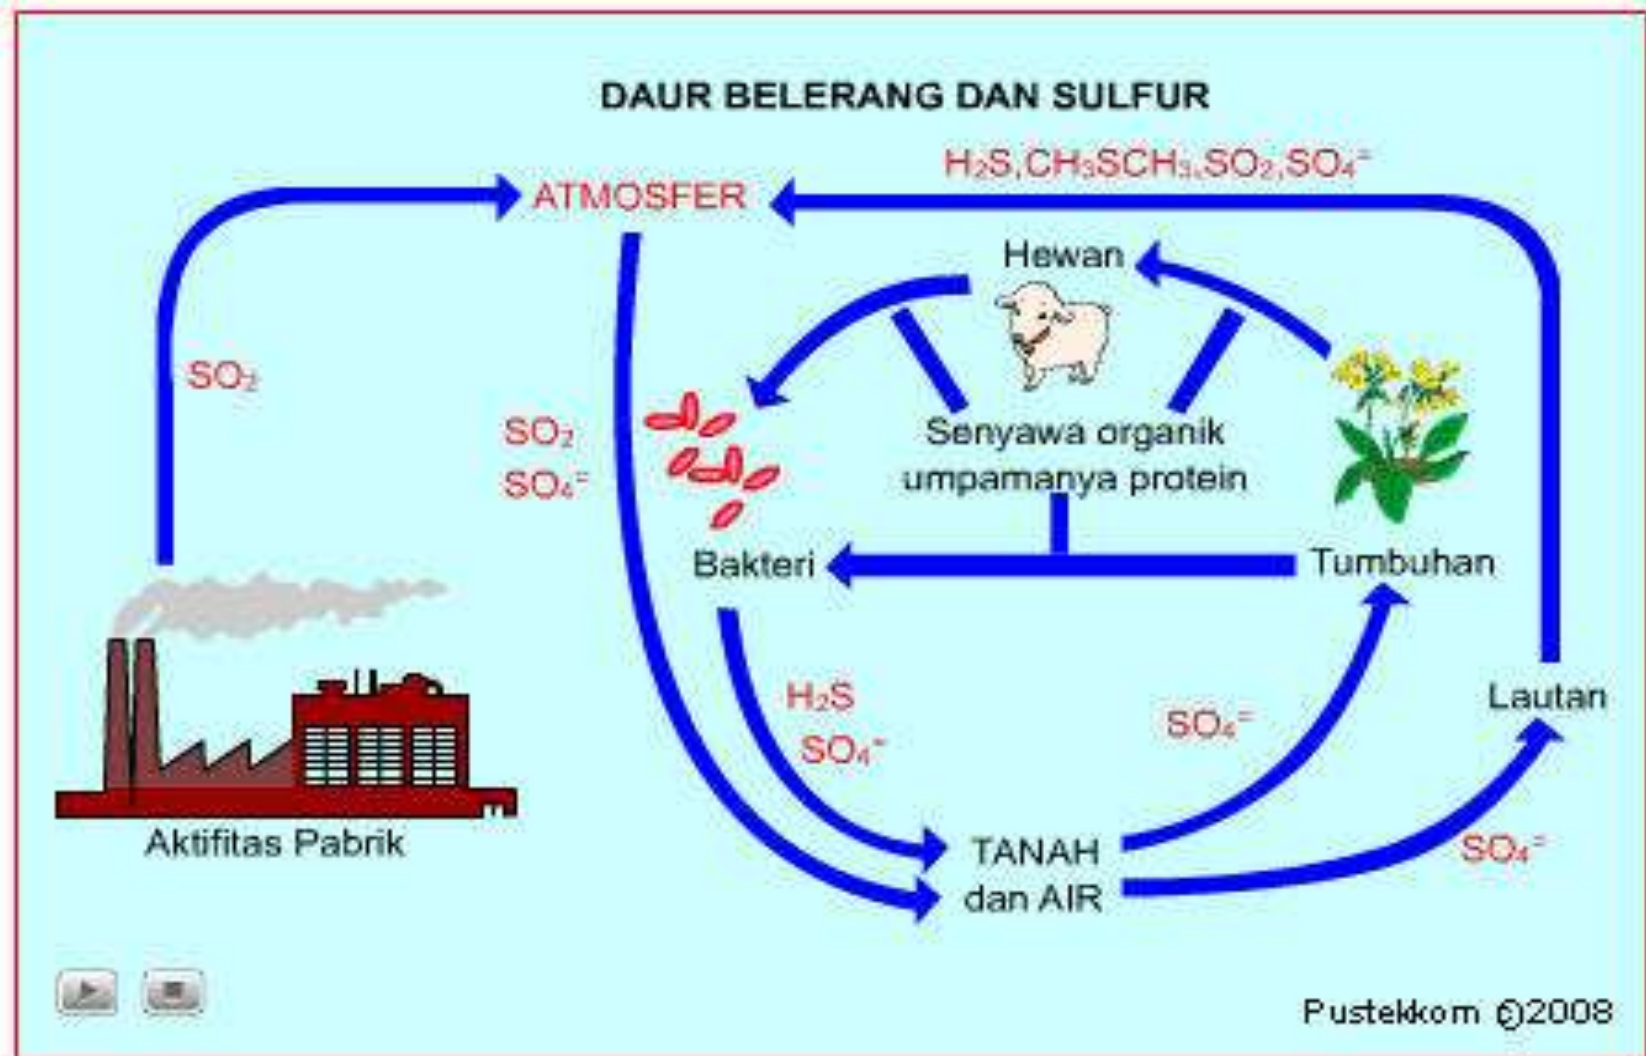 DAUR BELERANG DAN SULFUR
H₂S,CH₃SCH₃,SO₂,SO₄⁼
ATMOSFER
Hewan
SO₂
SO₂
SO₄⁼
Senyawa organik
umpamanya protein
Bakteri
Tumbuhan
H₂S
SO₄⁼
SO₄⁼
Lautan
Aktifitas Pabrik
TANAH
dan AIR
SO₄⁼
Pustekkom ©2008